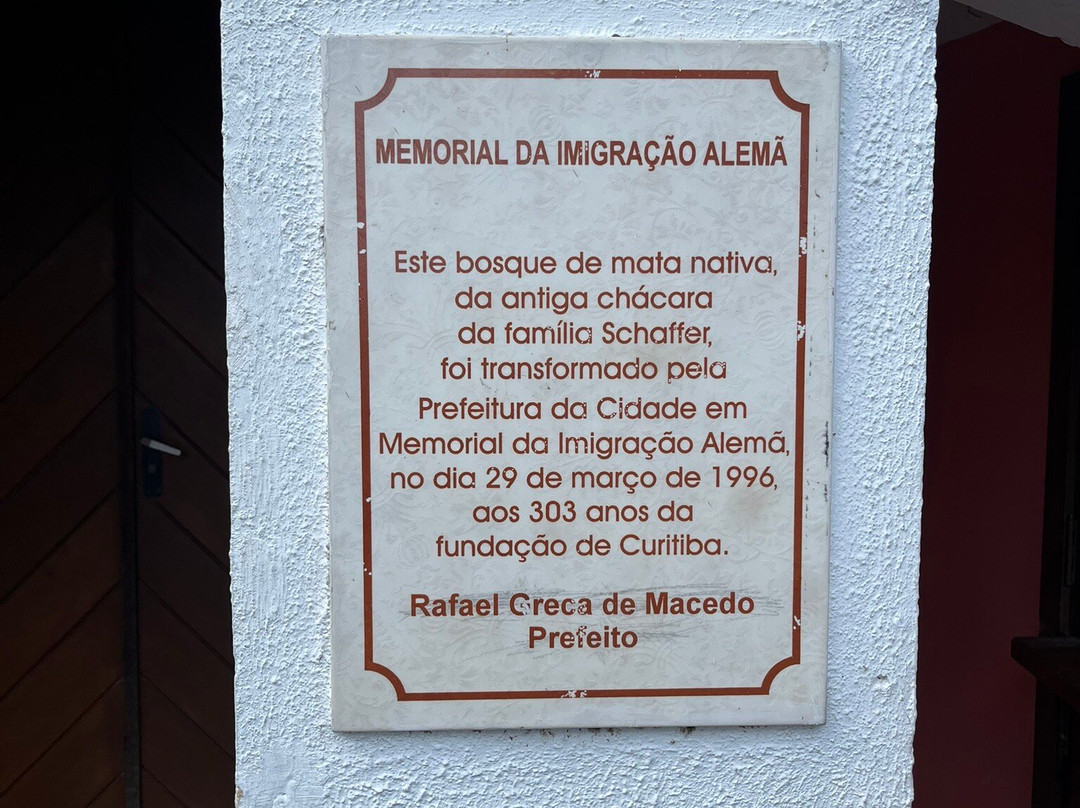 MEMORIAL DA IMIGRAÇÃO ALEMÃ
Este bosque de mata nativa,
da antiga chácara
da família Schaffer,
foi transformado pela
Prefeitura da Cidade em
Memorial da Imigração Alemã,
no dia 29 de março de 1996,
aos 303 anos da
fundação de Curitiba.
Rafael Greca de Macedo
Prefeito